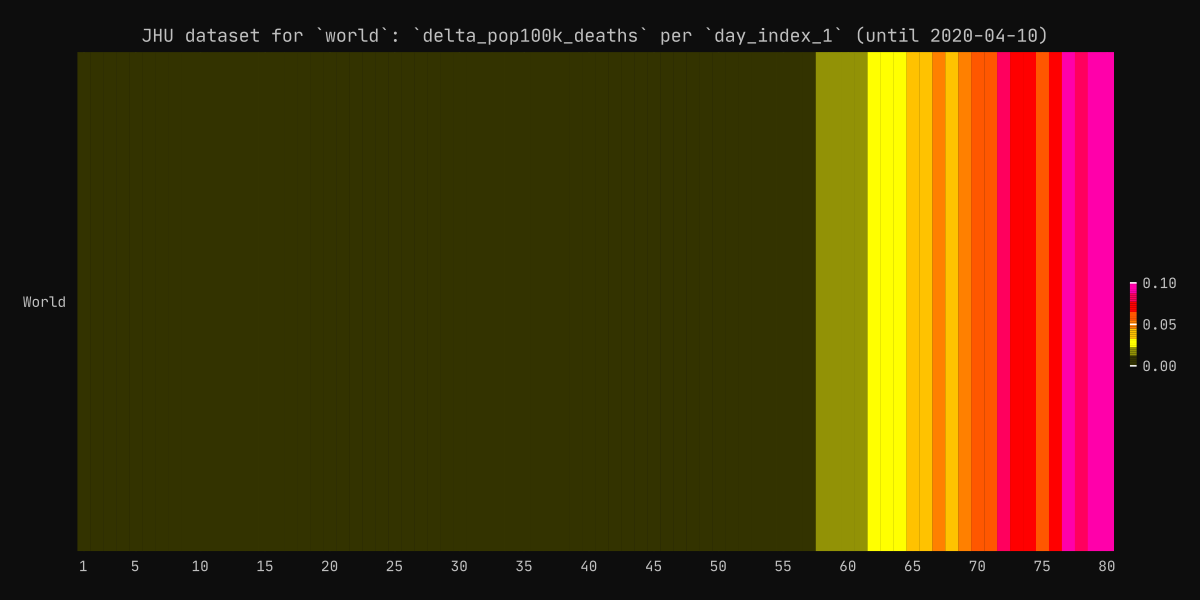 JHU dataset for `world`: `delta_pop100k_deaths` per `day_index_1` (until 2020-04-10)
World
0.10
0.05
0.00
1 5 10 15 20 25 30 35 40 45 50 55 60 65 70 75 80